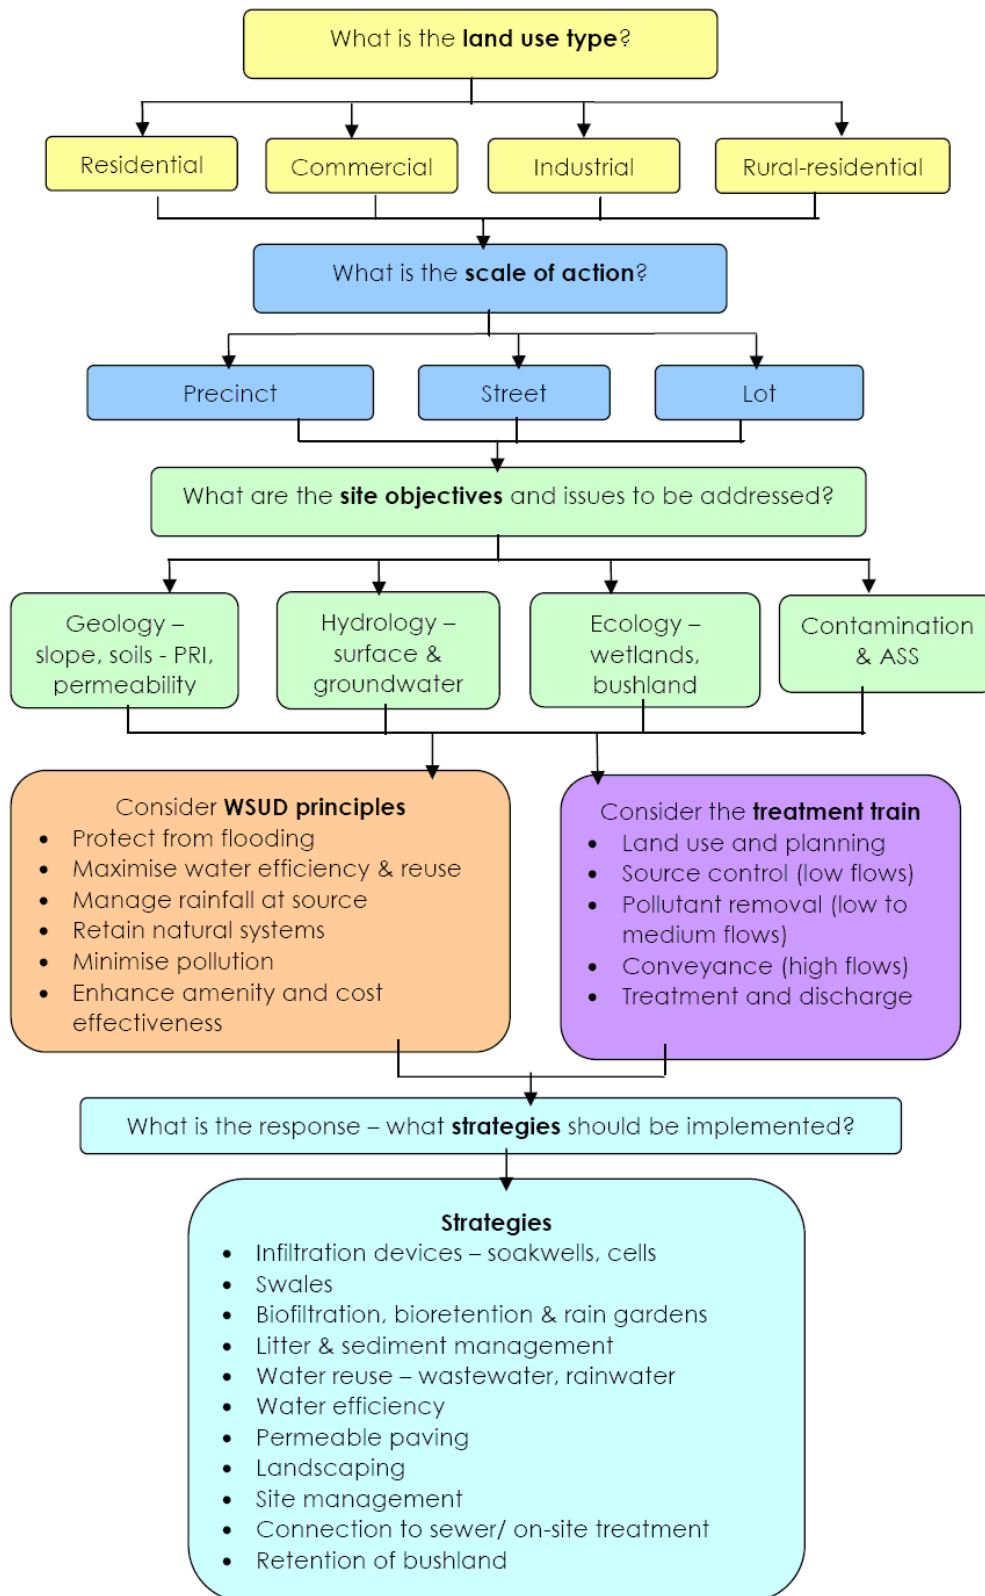 What is the land use type?
Residential
Commercial
Industrial
Rural-residential
What is the scale of action?
Precinct
Street
Lot
What are the site objectives and issues to be addressed?
Geology –
slope, soils - PRI,
permeability
Hydrology –
surface &
groundwater
Ecology –
wetlands,
bushland
Contamination
& ASS
Consider WSUD principles
• Protect from flooding
• Maximise water efficiency & reuse
• Manage rainfall at source
• Retain natural systems
• Minimise pollution
• Enhance amenity and cost
effectiveness
Consider the treatment train
• Land use and planning
• Source control (low flows)
• Pollutant removal (low to
medium flows)
• Conveyance (high flows)
• Treatment and discharge
What is the response – what strategies should be implemented?
Strategies
• Infiltration devices – soakwells, cells
• Swales
• Biofiltration, bioretention & rain gardens
• Litter & sediment management
• Water reuse – wastewater, rainwater
• Water efficiency
• Permeable paving
• Landscaping
• Site management
• Connection to sewer/ on-site treatment
• Retention of bushland